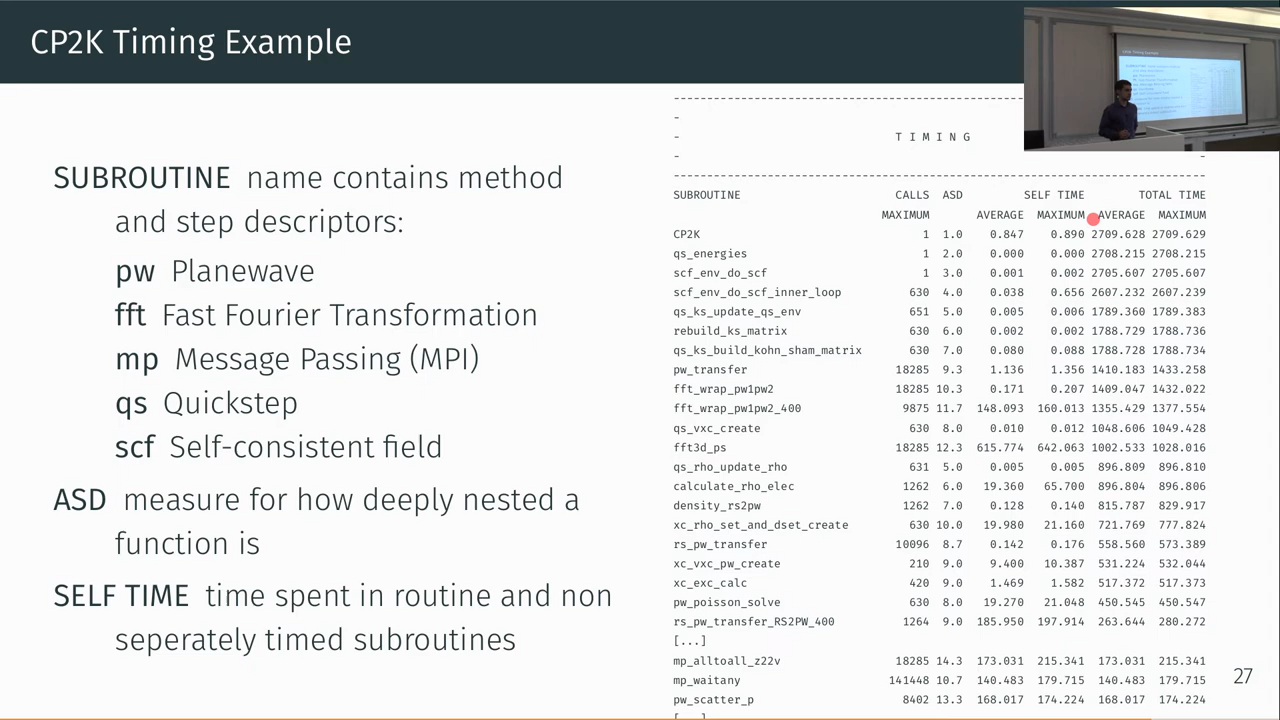 CP2K Timing Example
SUBROUTINE name contains method
and step descriptors:
pw Planewave
fft Fast Fourier Transformation
mp Message Passing (MPI)
qs Quickstep
scf Self-consistent field
ASD measure for how deeply nested a
function is
SELF TIME time spent in routine and non
seperately timed subroutines
-------------------------------------------------------------------------------
-
- T I M I N G
- -
-------------------------------------------------------------------------------
SUBROUTINE CALLS ASD SELF TIME TOTAL TIME
MAXIMUM AVERAGE MAXIMUM AVERAGE MAXIMUM
CP2K 1 1.0 0.847 0.890 2709.628 2709.629
qs_energies 1 2.0 0.000 0.000 2708.215 2708.215
scf_env_do_scf 1 3.0 0.001 0.002 2705.607 2705.607
scf_env_do_scf_inner_loop 630 4.0 0.038 0.656 2607.232 2607.239
qs_ks_update_qs_env 651 5.0 0.005 0.006 1789.360 1789.383
rebuild_ks_matrix 630 6.0 0.002 0.002 1788.729 1788.736
qs_ks_build_kohn_sham_matrix 630 7.0 0.080 0.088 1788.728 1788.734
pw_transfer 18285 9.3 1.136 1.356 1410.183 1433.258
fft_wrap_pw1pw2 18285 10.3 0.171 0.207 1409.047 1432.022
fft_wrap_pw1pw2_400 9875 11.7 148.093 160.013 1355.429 1377.554
qs_vxc_create 630 8.0 0.010 0.012 1048.606 1049.428
fft3d_ps 18285 12.3 615.774 642.063 1002.533 1028.016
qs_rho_update_rho 631 5.0 0.005 0.005 896.809 896.810
calculate_rho_elec 1262 6.0 19.360 65.700 896.804 896.806
density_rs2pw 1262 7.0 0.128 0.140 815.787 829.917
xc_rho_set_and_dset_create 630 10.0 19.980 21.160 721.769 777.824
rs_pw_transfer 10096 8.7 0.142 0.176 558.560 573.389
xc_vxc_pw_create 210 9.0 9.400 10.387 531.224 532.044
xc_exc_calc 420 9.0 1.469 1.582 517.372 517.373
pw_poisson_solve 630 8.0 19.270 21.048 450.545 450.547
rs_pw_transfer_RS2PW_400 1264 9.0 185.950 197.914 263.644 280.272
[...]
mp_alltoall_z22v 18285 14.3 173.031 215.341 173.031 215.341
mp_waitany 141448 10.7 140.483 179.715 140.483 179.715
pw_scatter_p 8402 13.3 168.017 174.224 168.017 174.224
[...]
27